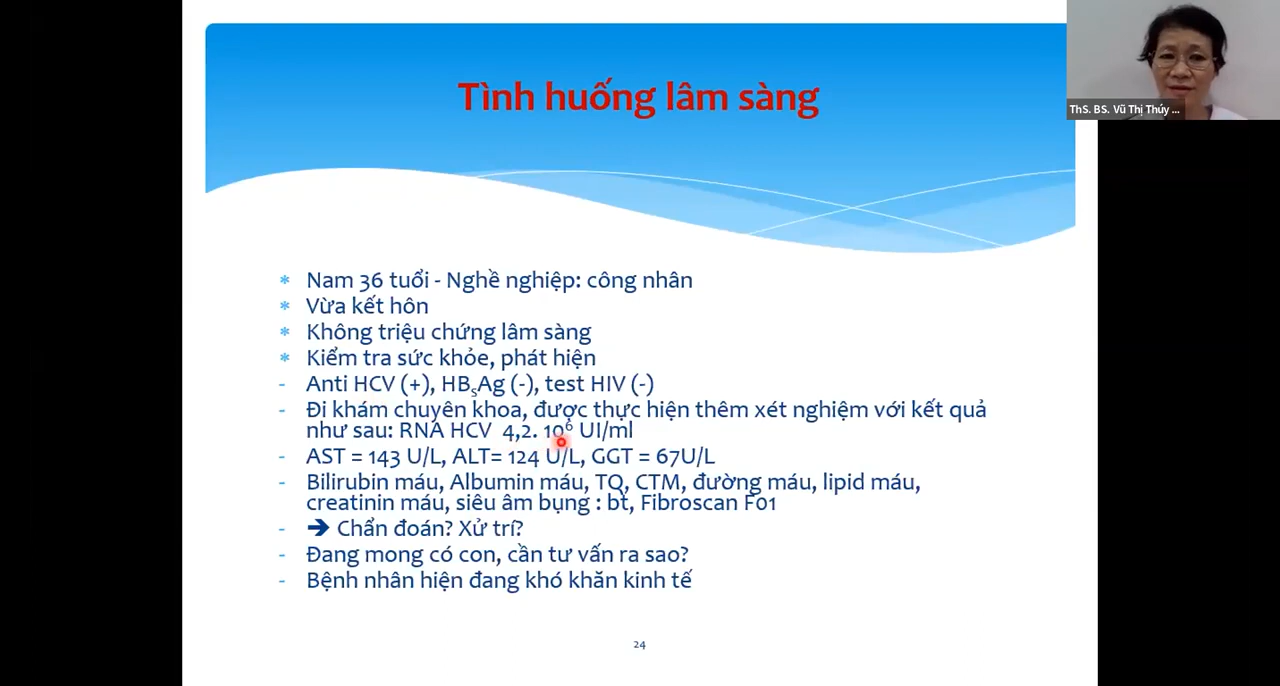 Tình huống lâm sàng
ThS. BS. Vũ Thị Thúy ...
* Nam 36 tuổi - Nghề nghiệp: công nhân
* Vừa kết hôn
* Không triệu chứng lâm sàng
* Kiểm tra sức khỏe, phát hiện
- Anti HCV (+), HBsAg (-), test HIV (-)
- Đi khám chuyên khoa, được thực hiện thêm xét nghiệm với kết quả
như sau: RNA HCV 4,2. 10⁶ UI/ml
- AST = 143 U/L, ALT= 124 U/L, GGT = 67U/L
- Bilirubin máu, Albumin máu, TQ, CTM, đường máu, lipid máu,
creatinin máu, siêu âm bụng : bt, Fibroscan F01
- ➔ Chẩn đoán? Xử trí?
- Đang mong có con, cần tư vấn ra sao?
- Bệnh nhân hiện đang khó khăn kinh tế
24